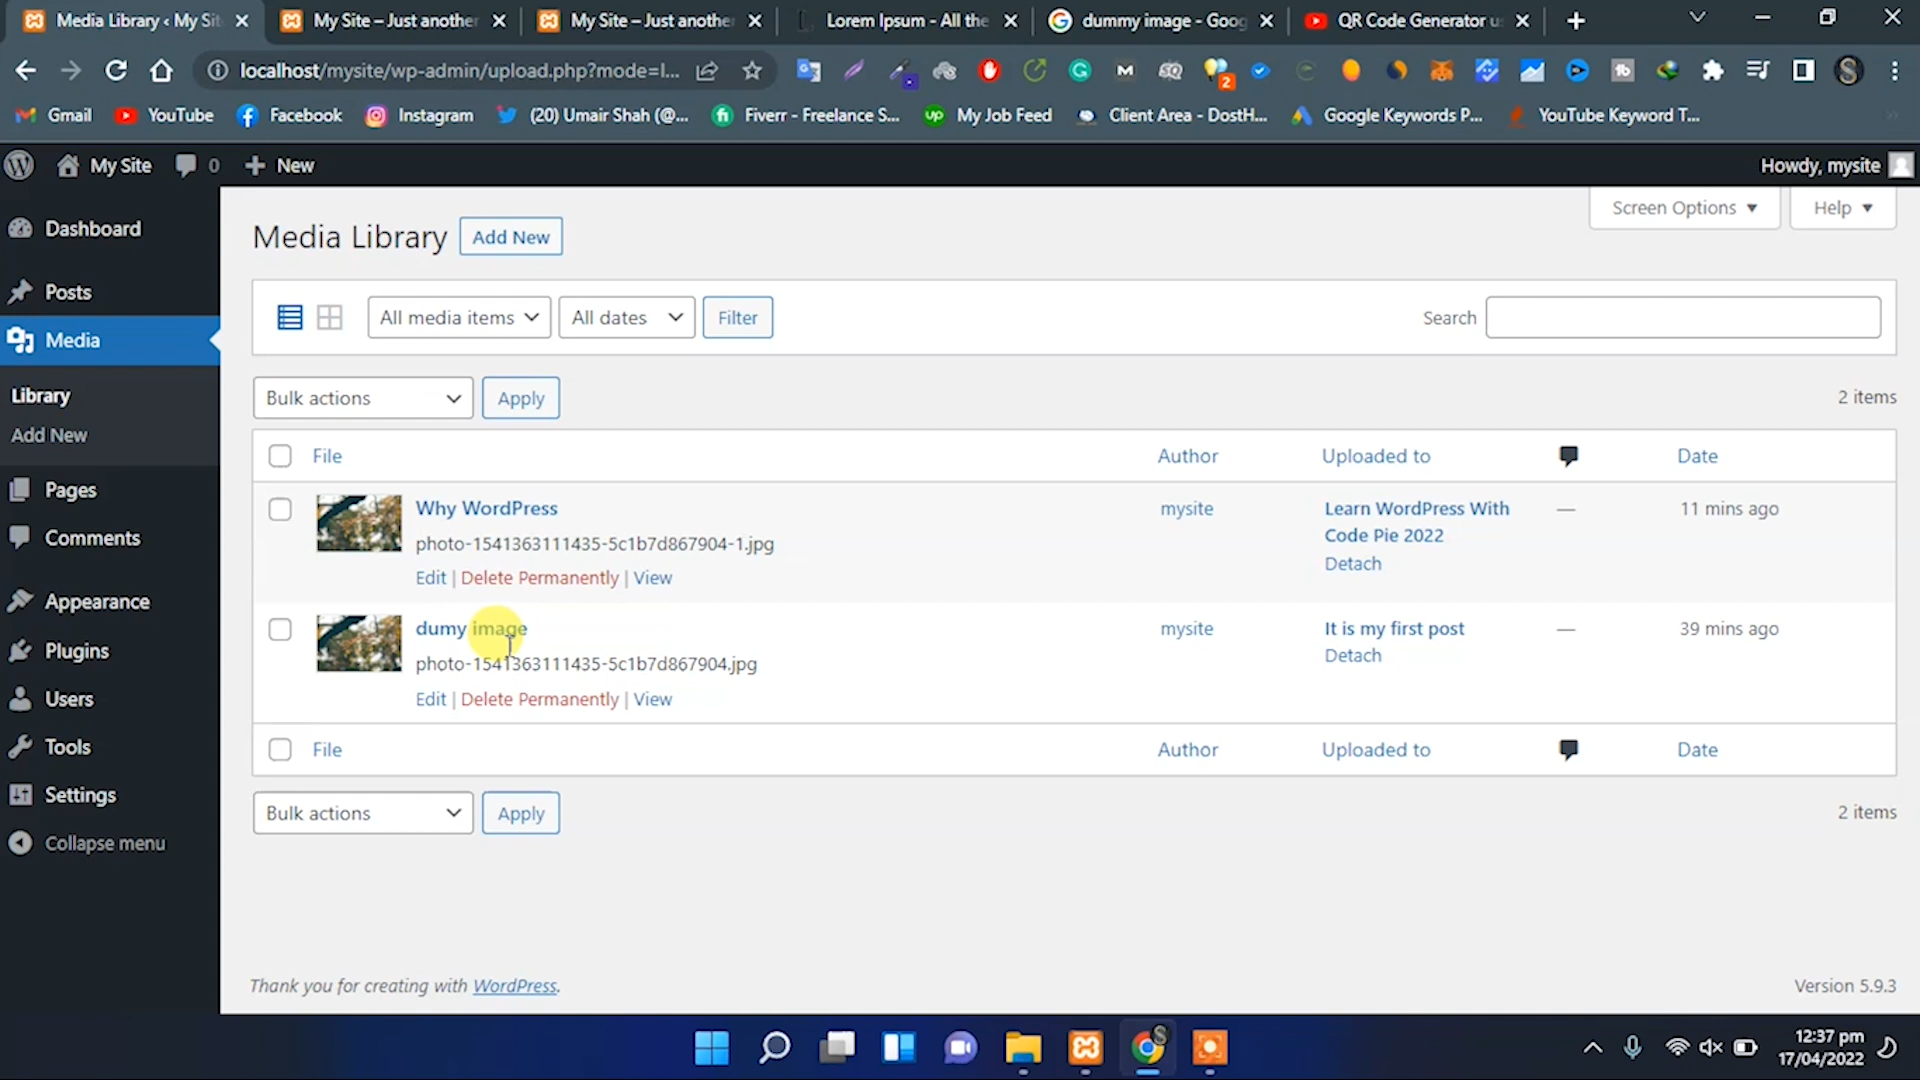 Media Library ‹ My Sit
My Site – Just another
My Site – Just another
Lorem Ipsum - All the
dummy image - Goog
QR Code Generator u
localhost/mysite/wp-admin/upload.php?mode=l...
2
Gmail
YouTube
Facebook
Instagram
(20) Umair Shah (@...
Fiverr - Freelance S...
My Job Feed
Client Area - DostH...
Google Keywords P...
YouTube Keyword T...
My Site
0
New
Howdy, mysite
Dashboard
Posts
Media
Library
Add New
Pages
Comments
Appearance
Plugins
Users
Tools
Settings
Collapse menu
Screen Options
Help
Media Library
Add New
All media items
All dates
Filter
Search
Bulk actions
Apply
2 items
File
Author
Uploaded to
Date
Why WordPress
photo-1541363111435-5c1b7d867904-1.jpg
Edit | Delete Permanently | View
mysite
Learn WordPress With
Code Pie 2022
Detach
—
11 mins ago
dumy image
photo-1541363111435-5c1b7d867904.jpg
Edit | Delete Permanently | View
mysite
It is my first post
Detach
—
39 mins ago
File
Author
Uploaded to
Date
Bulk actions
Apply
2 items
Thank you for creating with WordPress.
Version 5.9.3
12:37 pm
17/04/2022